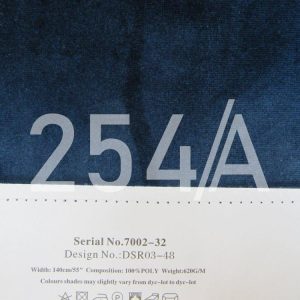 254/A
Serial No.7002-32
Design No.:DSR03-48
Width: 140cm/55" Composition: 100%POLY Weight:620G/M
Colours shades may slightly vary from dye-lot to dye-lot